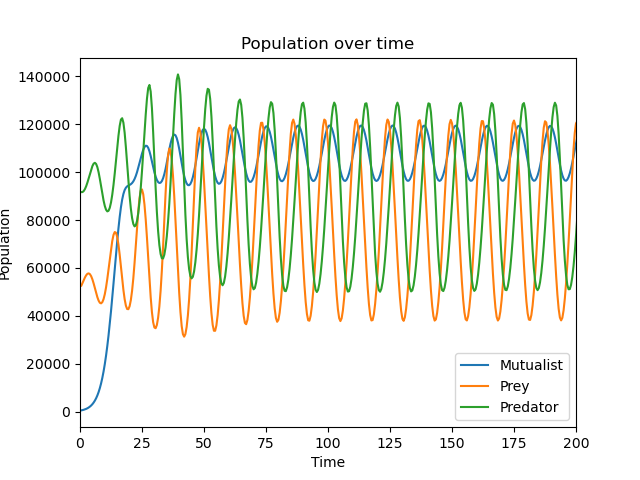 Population over time
Population
140000
120000
100000
80000
60000
40000
20000
0
Mutualist
Prey
Predator
0 25 50 75 100 125 150 175 200
Time